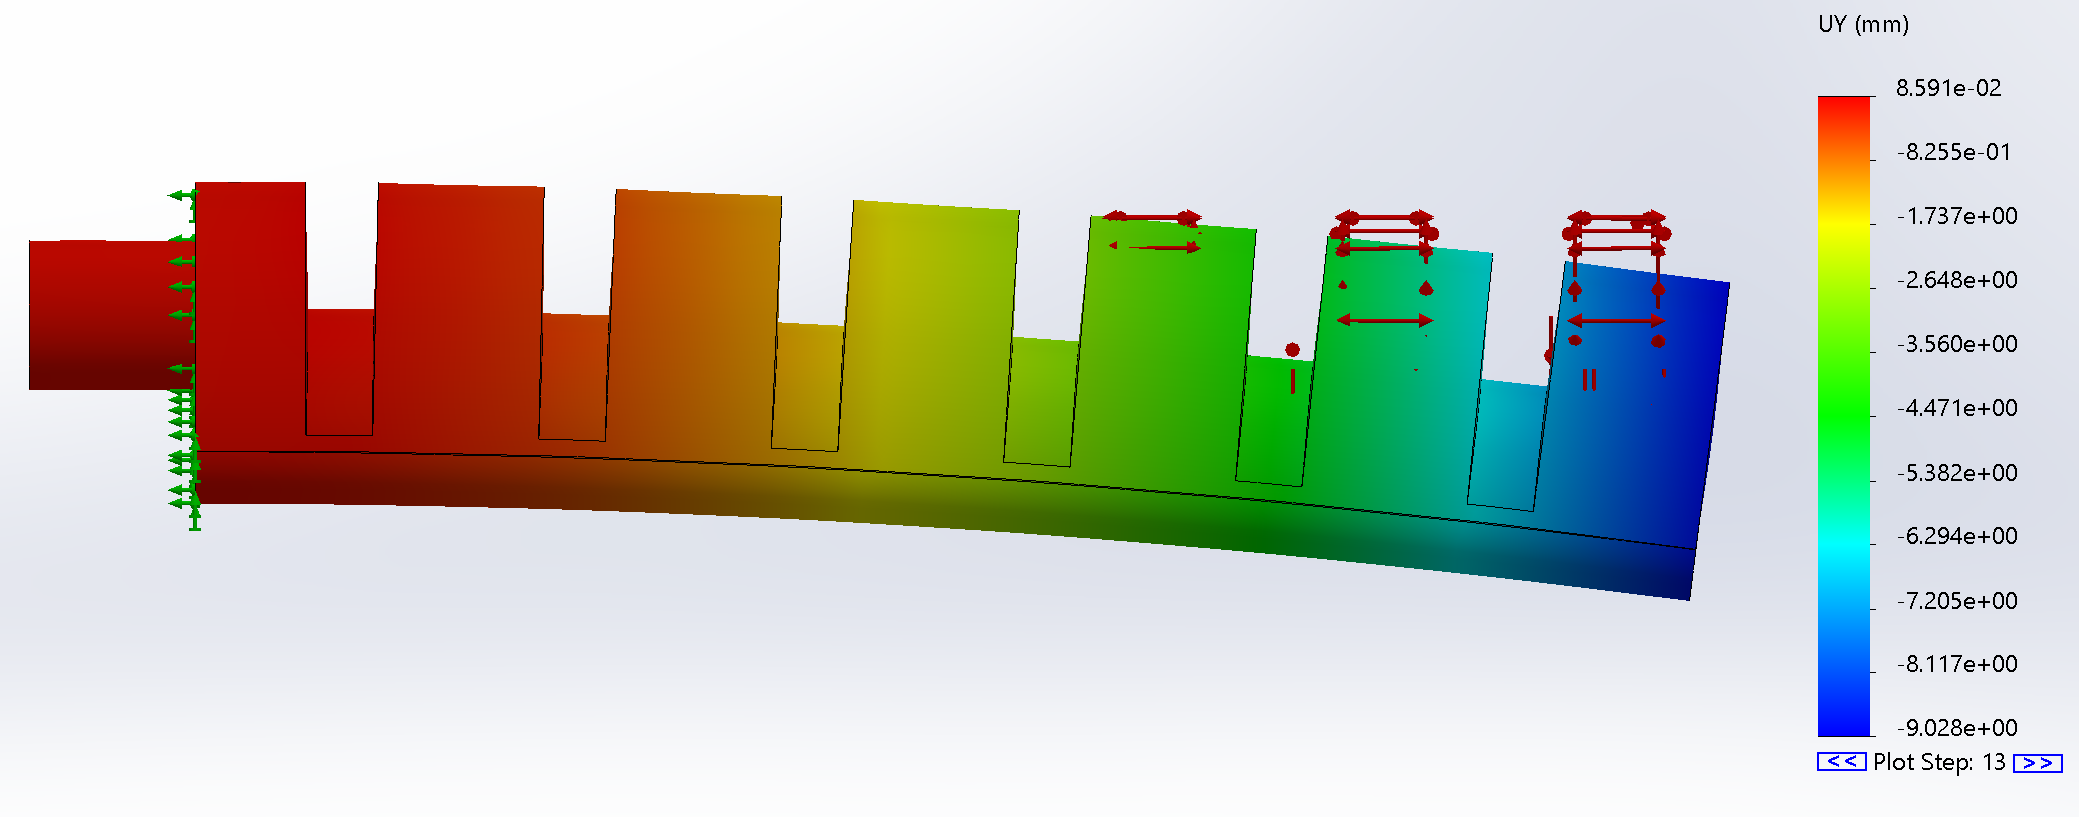 UY (mm)
8.591e-02
-8.255e-01
-1.737e+00
-2.648e+00
-3.560e+00
-4.471e+00
-5.382e+00
-6.294e+00
-7.205e+00
-8.117e+00
-9.028e+00
<< Plot Step: 13 >>